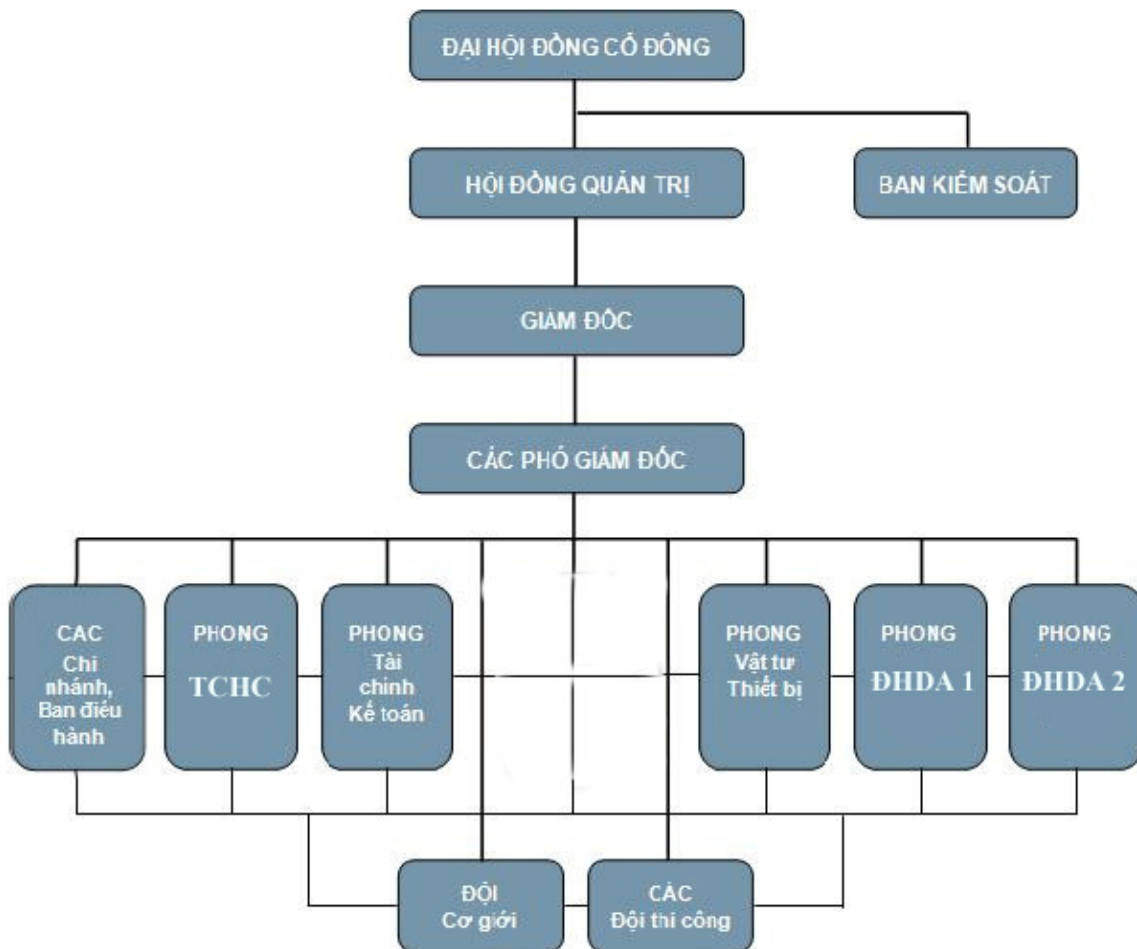 ĐẠI HỘI ĐỒNG CỔ ĐÔNG
HỘI ĐỒNG QUẢN TRỊ
BAN KIỂM SOÁT
GIÁM ĐỐC
CÁC PHÓ GIÁM ĐỐC
CAC
Chi
nhánh,
Ban điều
hành
PHONG
TCHC
PHONG
Tài
chinh
Kế toán
PHONG
Vật tư
Thiết bị
PHONG
ĐHDA 1
PHONG
ĐHDA 2
ĐỘI
Cơ giới
CÁC
Đội thi công